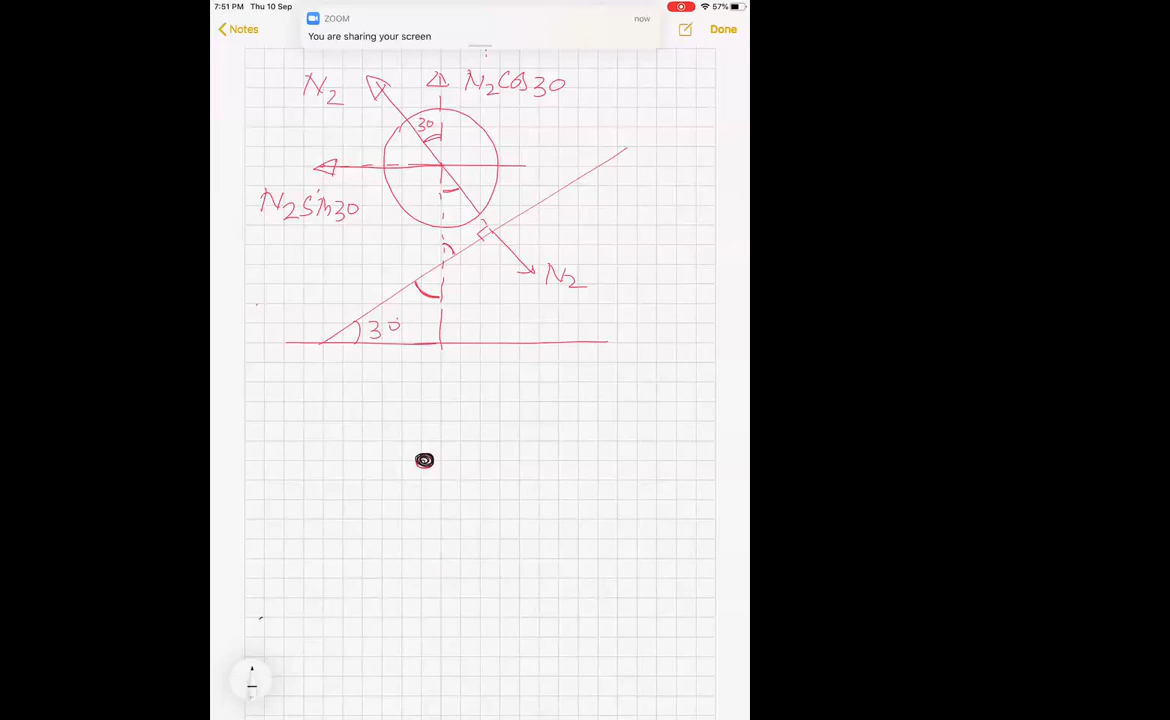 7:51 PM Thu 10 Sep
57%
ZOOM
now
You are sharing your screen
Notes
Done
N2
N2cos30
30
N2sin30
N2
30